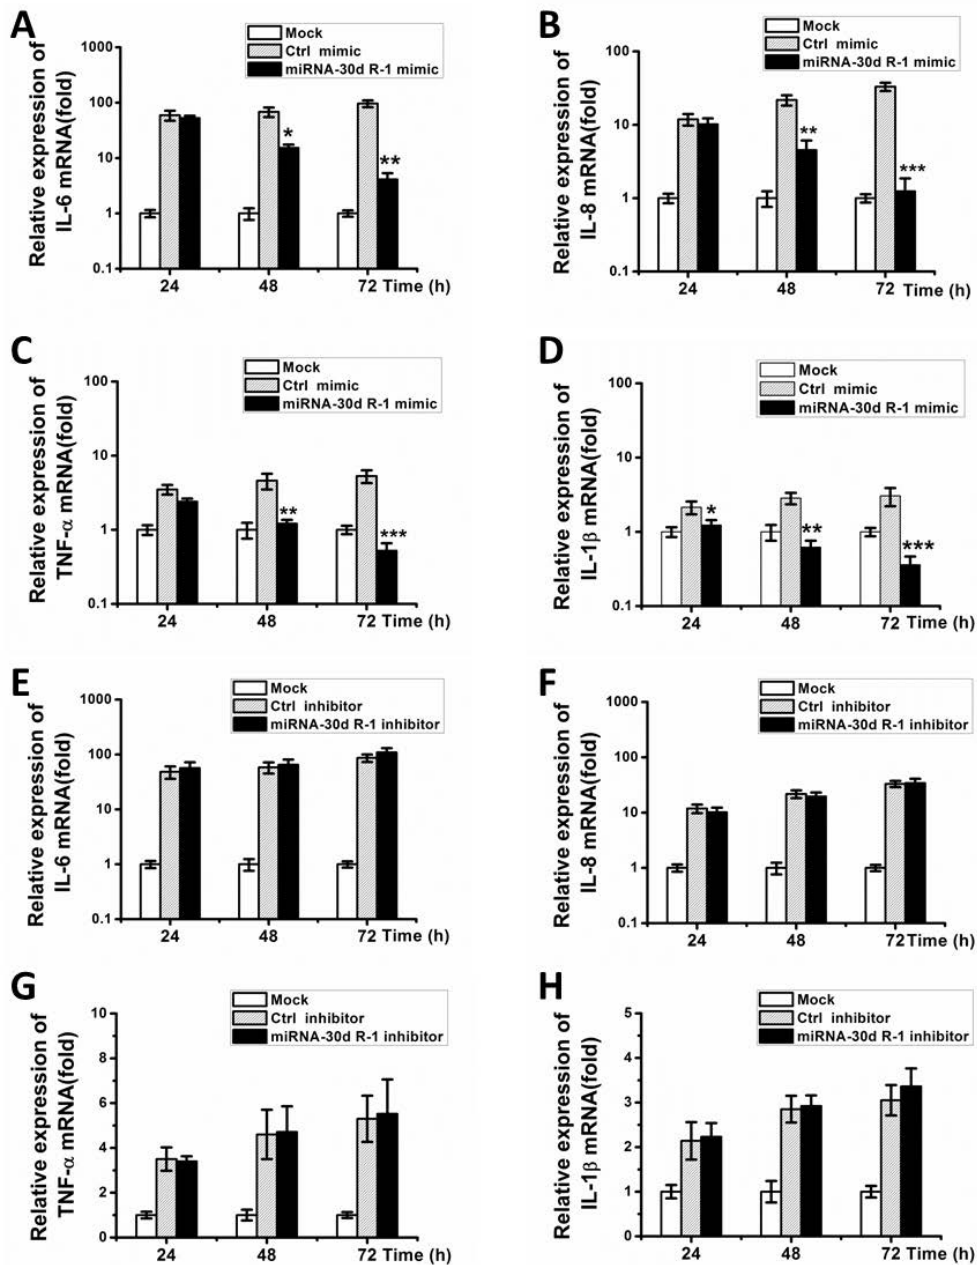 A
Mock
Ctrl mimic
miRNA-30d R-1 mimic
Relative expression of
IL-6 mRNA(fold)
1000
100
10
1
0.1
*
**
24 48 72 Time (h)
B
Mock
Ctrl mimic
miRNA-30d R-1 mimic
Relative expression of
IL-8 mRNA(fold)
100
10
1
0.1
**
***
24 48 72 Time (h)
C
Mock
Ctrl mimic
miRNA-30d R-1 mimic
Relative expression of
TNF-α mRNA(fold)
100
10
1
0.1
**
***
24 48 72 Time (h)
D
Mock
Ctrl mimic
miRNA-30d R-1 mimic
Relative expression of
IL-1β mRNA(fold)
100
10
1
0.1
*
**
***
24 48 72 Time (h)
E
Mock
Ctrl inhibitor
miRNA-30d R-1 inhibitor
Relative expression of
IL-6 mRNA(fold)
1000
100
10
1
0.1
24 48 72 Time (h)
F
Mock
Ctrl inhibitor
miRNA-30d R-1 inhibitor
Relative expression of
IL-8 mRNA(fold)
1000
100
10
1
0.1
24 48 72 Time (h)
G
Mock
Ctrl inhibitor
miRNA-30d R-1 inhibitor
Relative expression of
TNF-α mRNA(fold)
10
8
6
4
2
0
24 48 72 Time (h)
H
Mock
Ctrl inhibitor
miRNA-30d R-1 inhibitor
Relative expression of
IL-1β mRNA(fold)
5
4
3
2
1
0
24 48 72 Time (h)